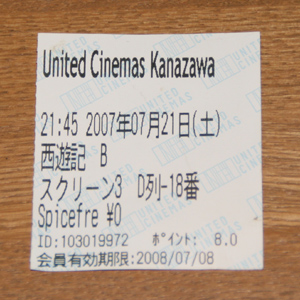 United Cinemas Kanazawa
21:45 2007年07月21日(土)
西遊記 B
スクリーン3 D列-18番
Spicefre ¥0
ID:103019972 ポイント: 8.0
会員有効期限:2008/07/08